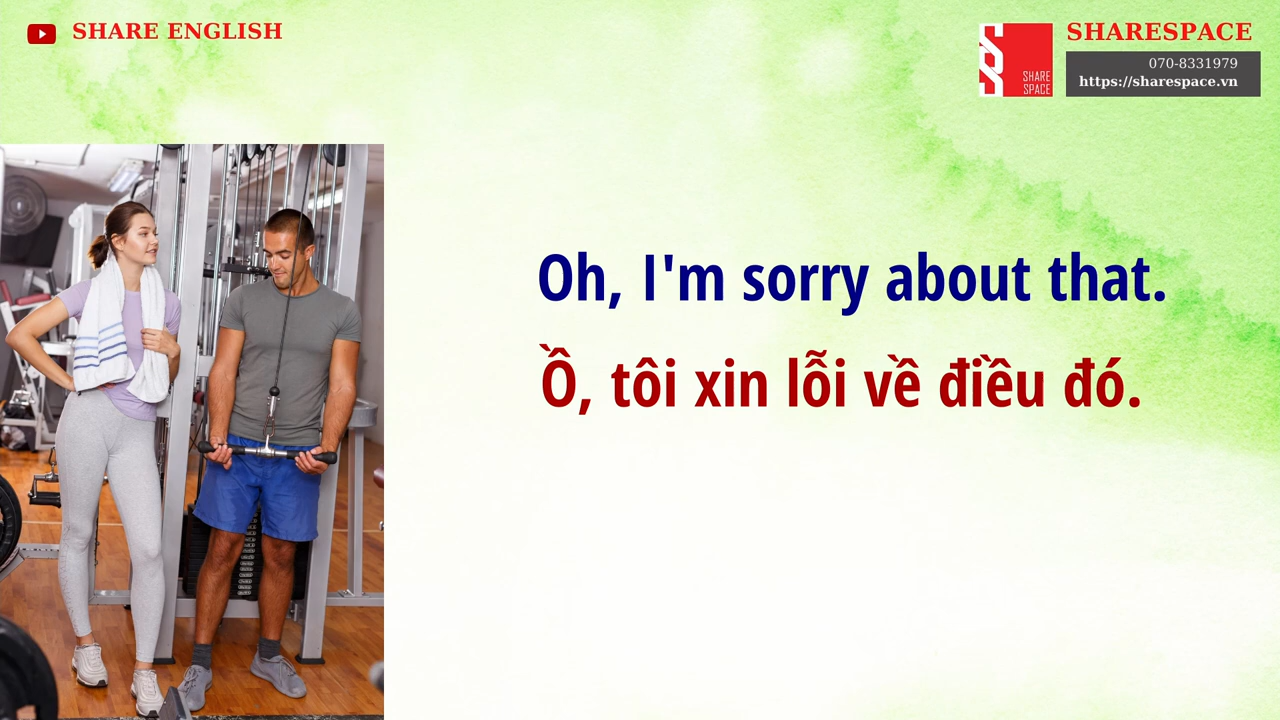 SHARE ENGLISH
SHARE
SPACE
SHARESPACE
070-8331979
https://sharespace.vn
Oh, I'm sorry about that.
Ồ, tôi xin lỗi về điều đó.